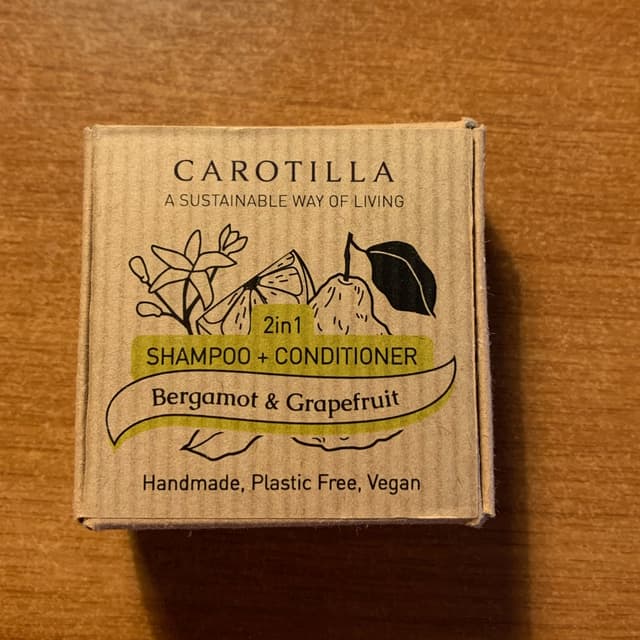 CAROTILLA
A SUSTAINABLE WAY OF LIVING
2in1
SHAMPOO + CONDITIONER
Bergamot & Grapefruit
Handmade, Plastic Free, Vegan